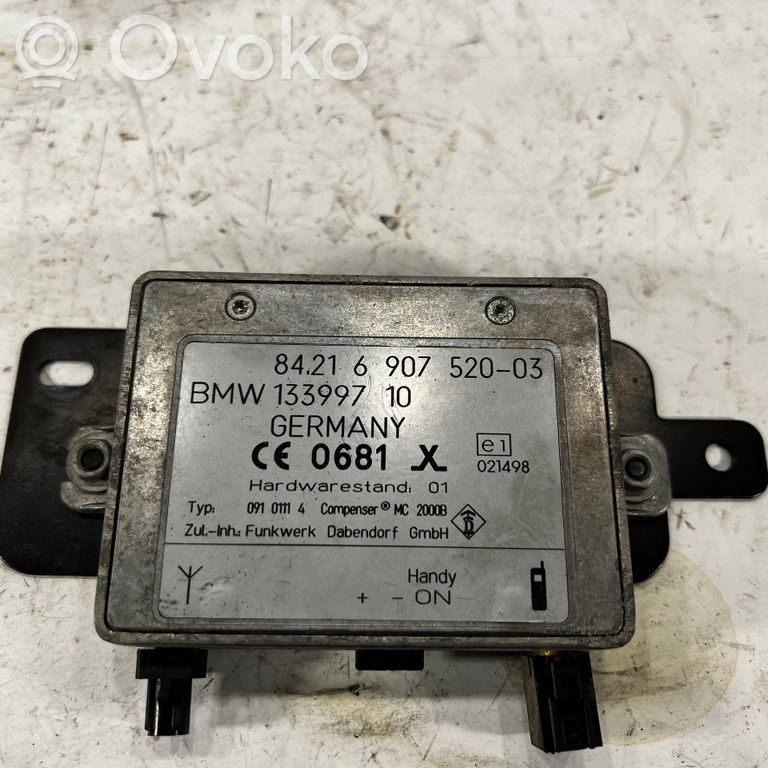 Ovoko
84.21 6 907 520-03
BMW 133997 10
GERMANY
CE 0681 X
Hardwarestand: 01
e1
021498
Typ: 091 0111 4 Compenser® MC 2000B
Zul.-Inh.: Funkwerk Dabendorf GmbH
Handy
+ - ON